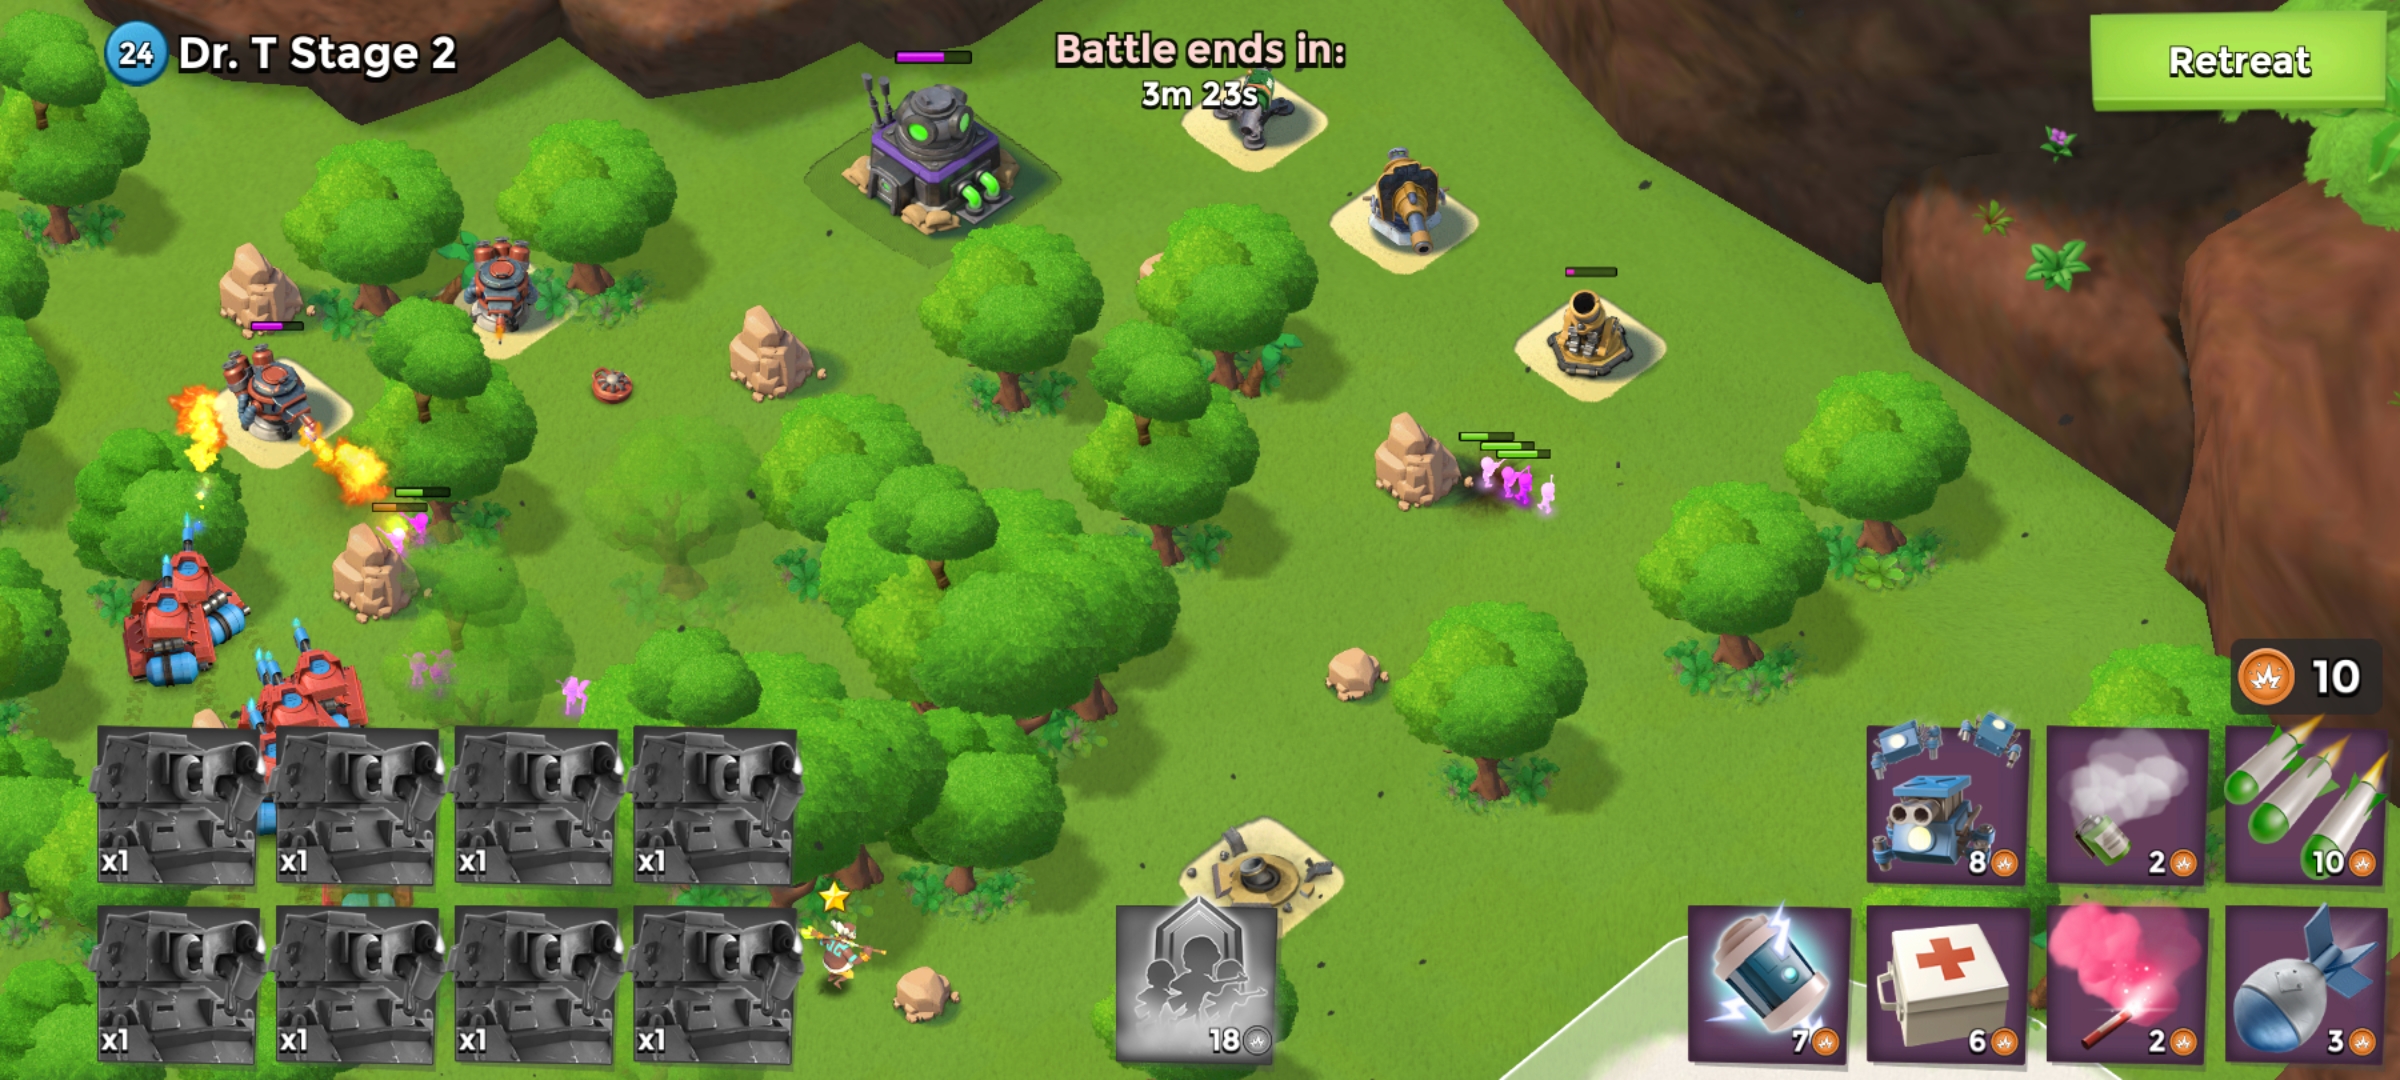 24 Dr. T Stage 2
Battle ends in:
3m 23s
Retreat
10
x1 x1 x1 x1
8 2 10
x1 x1 x1 x1
18
7 6 2 3